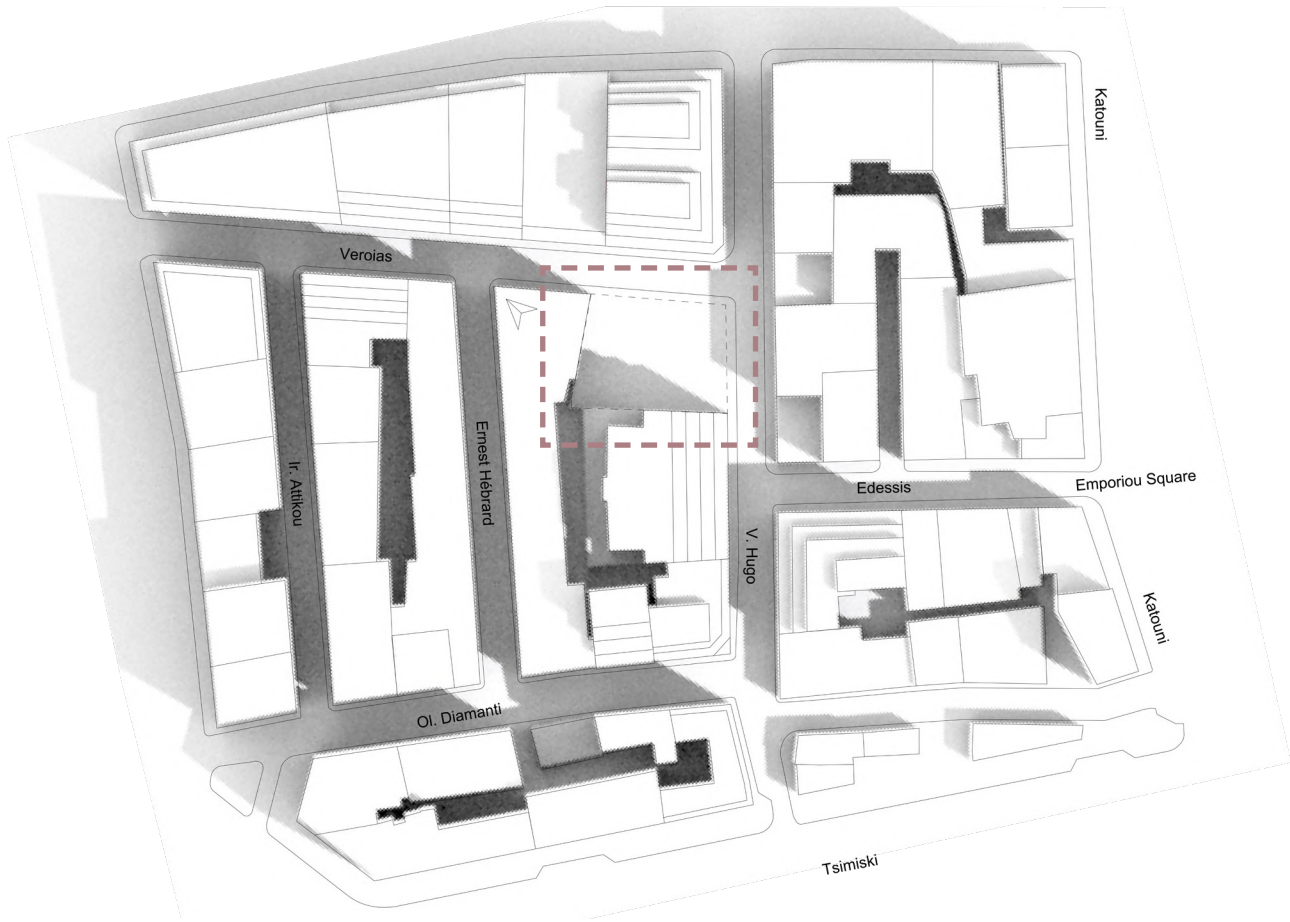 Katouni
Veroias
Ir. Attikou
Ernest Hébrard
Edessis
Emporiou Square
V. Hugo
Katouni
Ol. Diamanti
Tsimiski